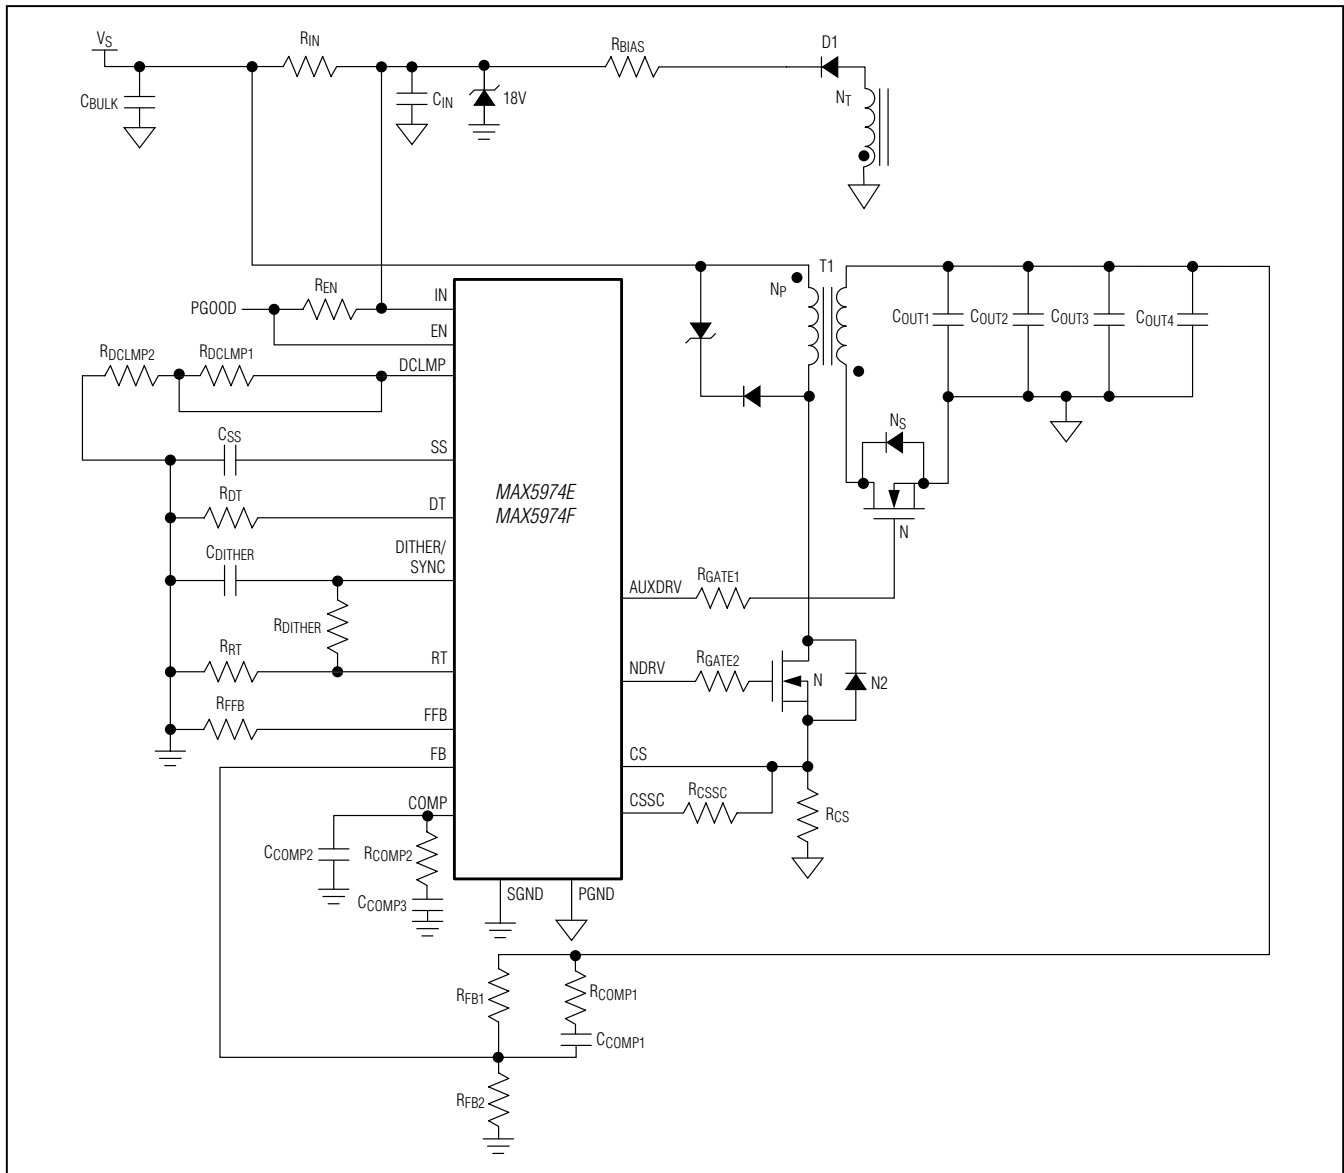 VS
RIN
RBIAS
D1
CBULK
CIN
18V
NT
T1
NP
REN
PGOOD
IN
EN
COUT1
COUT2
COUT3
COUT4
RDCLMP2
RDCLMP1
DCLMP
CSS
SS
NS
MAX5974E
MAX5974F
RDT
DT
N
CDITHER
DITHER/
SYNC
AUXDRV
RGATE1
RDITHER
RRT
RT
NDRV
RGATE2
N
N2
RFFB
FFB
FB
CS
COMP
CSSC
RCSSC
RCS
CCOMP2
RCOMP2
CCOMP3
SGND
PGND
RFB1
RCOMP1
CCOMP1
RFB2